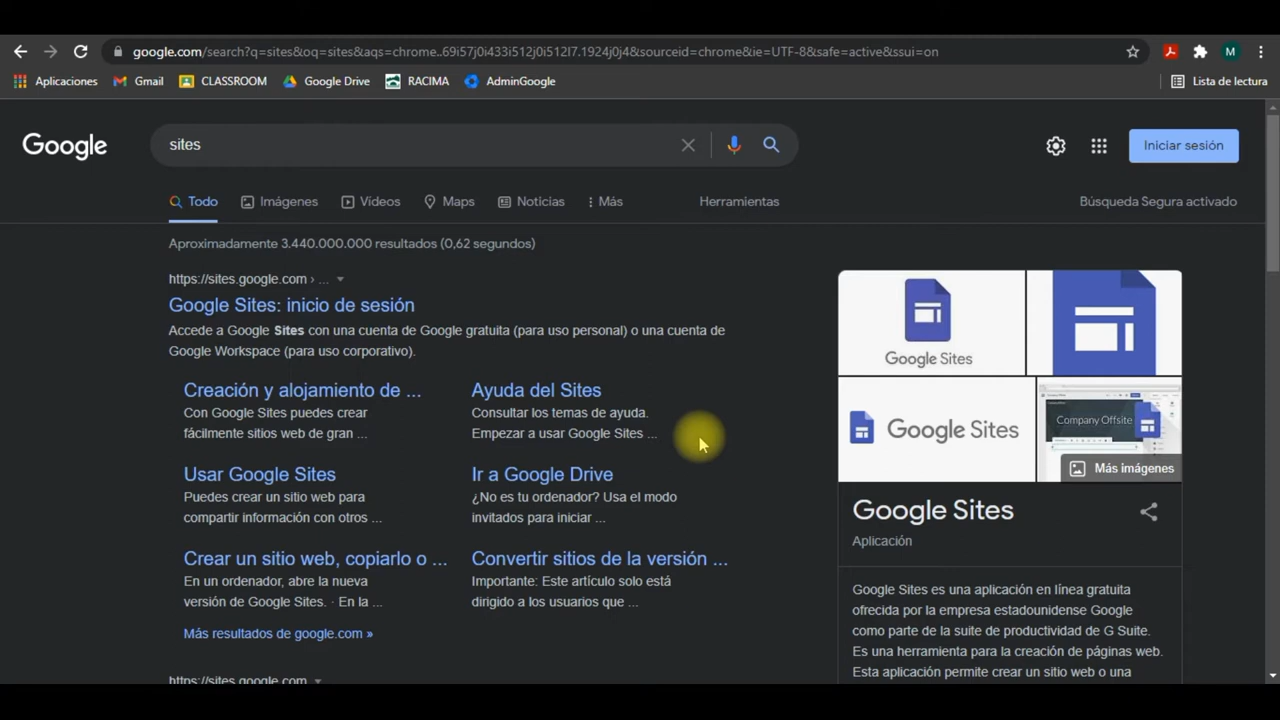 google.com/search?q=sites&oq=sites&aqs=chrome..69i57j0i433i512j0i512l7.1924j0j4&sourceid=chrome&ie=UTF-8&safe=active&ssui=on
M
Aplicaciones
Gmail
CLASSROOM
Google Drive
RACIMA
AdminGoogle
Lista de lectura
Google
sites
Iniciar sesión
Todo
Imágenes
Vídeos
Maps
Noticias
Más
Herramientas
Búsqueda Segura activado
Aproximadamente 3.440.000.000 resultados (0,62 segundos)
https://sites.google.com › ...
Google Sites: inicio de sesión
Accede a Google Sites con una cuenta de Google gratuita (para uso personal) o una cuenta de
Google Workspace (para uso corporativo).
Creación y alojamiento de ...
Con Google Sites puedes crear
fácilmente sitios web de gran ...
Ayuda del Sites
Consultar los temas de ayuda.
Empezar a usar Google Sites ...
Usar Google Sites
Puedes crear un sitio web para
compartir información con otros ...
Ir a Google Drive
¿No es tu ordenador? Usa el modo
invitados para iniciar ...
Crear un sitio web, copiarlo o ...
En un ordenador, abre la nueva
versión de Google Sites. · En la ...
Convertir sitios de la versión ...
Importante: Este artículo solo está
dirigido a los usuarios que ...
Más resultados de google.com »
https://sites.google.com
Google Sites
Google Sites
Company Offsite
Más imágenes
Google Sites
Aplicación
Google Sites es una aplicación en línea gratuita
ofrecida por la empresa estadounidense Google
como parte de la suite de productividad de G Suite.
Es una herramienta para la creación de páginas web.
Esta aplicación permite crear un sitio web o una